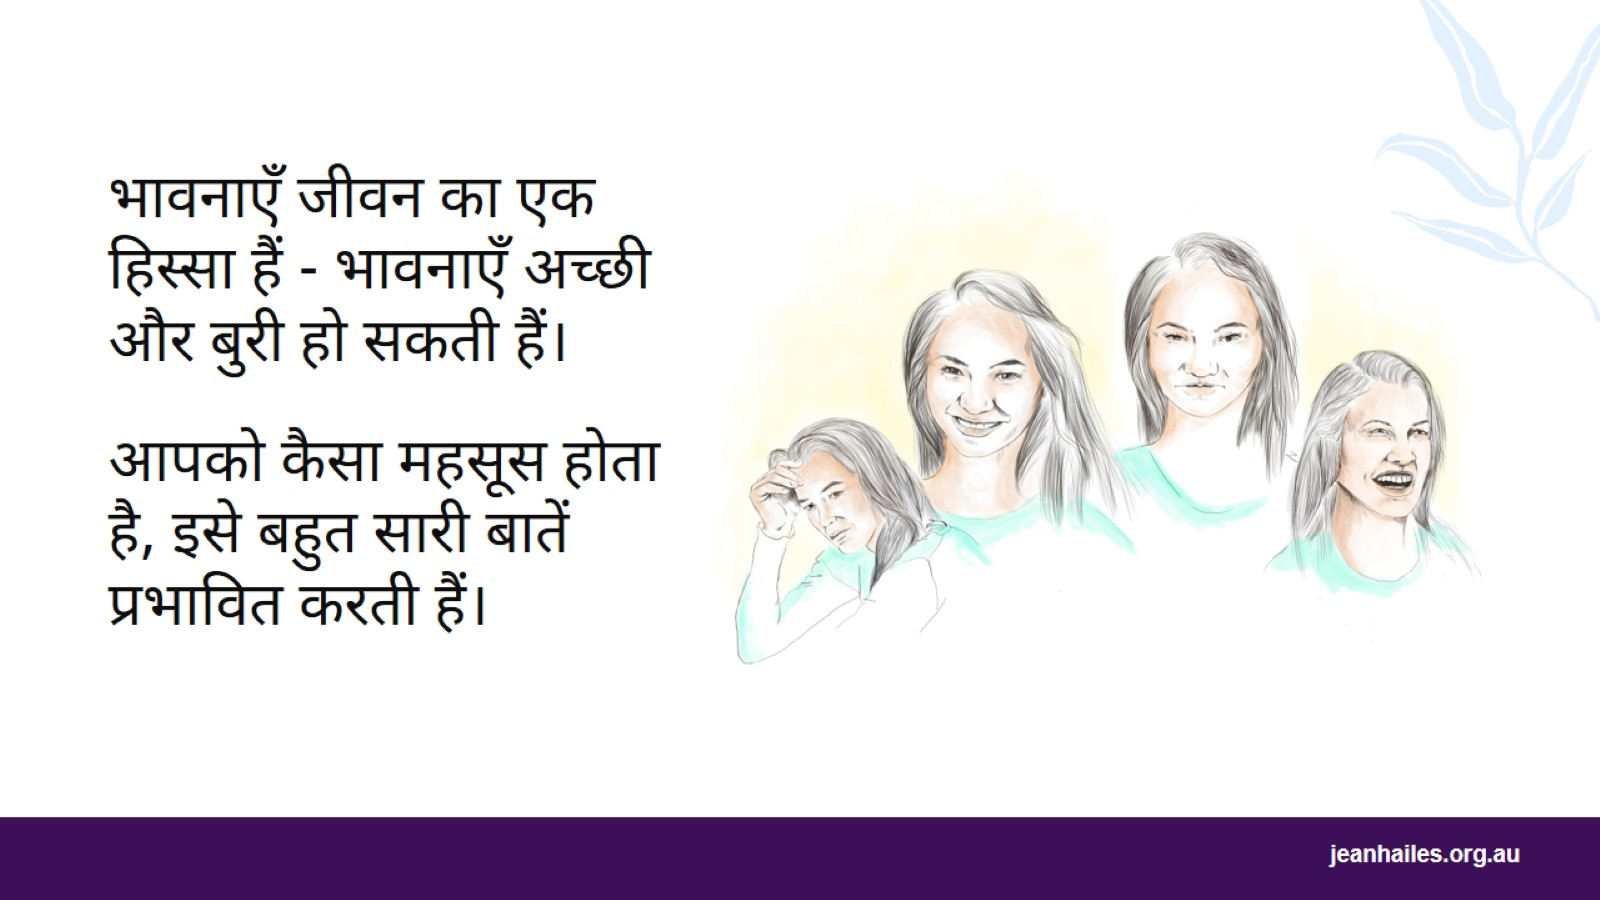 भावनाएँ जीवन का एक
हिस्सा हैं - भावनाएँ अच्छी
और बुरी हो सकती हैं।
आपको कैसा महसूस होता
है, इसे बहुत सारी बातें
प्रभावित करती हैं।
jeanhailes.org.au